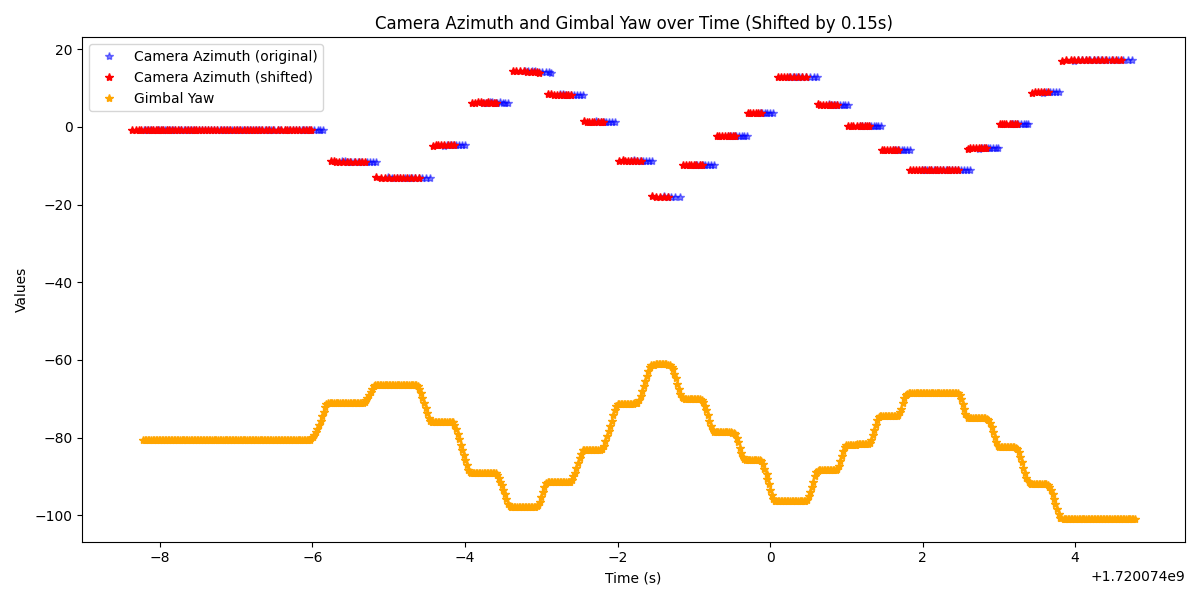 Camera Azimuth and Gimbal Yaw over Time (Shifted by 0.15s)
Camera Azimuth (original)
Camera Azimuth (shifted)
Gimbal Yaw
20
0
−20
−40
−60
−80
−100
Values
−8
−6
−4
−2
0
2
4
Time (s)
+1.720074e9